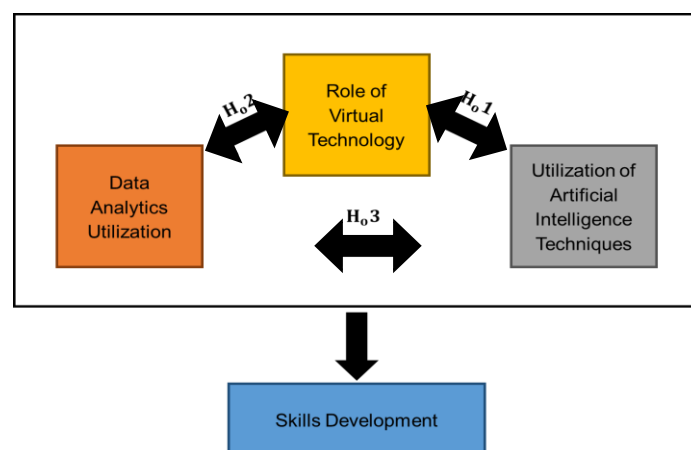 Role of
Virtual
Technology
Hₒ2
Hₒ1
Data
Analytics
Utilization
Utilization of
Artificial
Intelligence
Techniques
Hₒ3
Skills Development